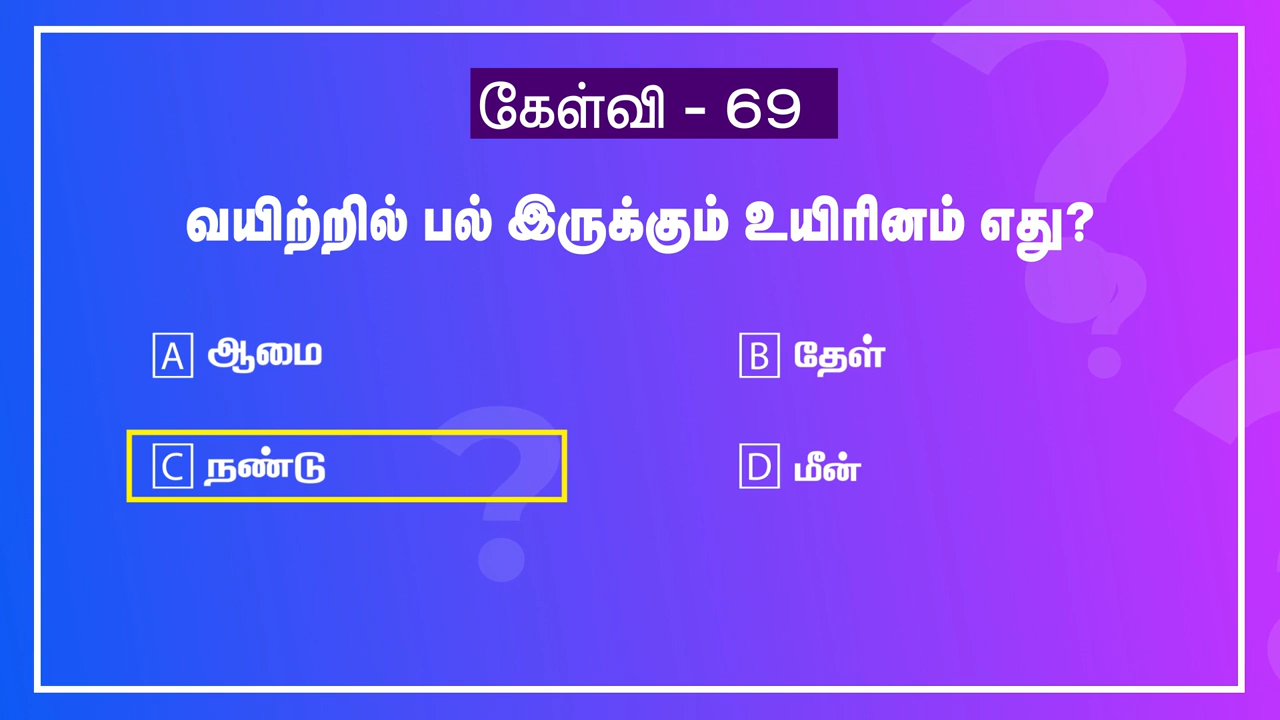 கேள்வி - 69
வயிற்றில் பல் இருக்கும் உயிரினம் எது?
A ஆமை
B தேள்
C நண்டு
D மீன்